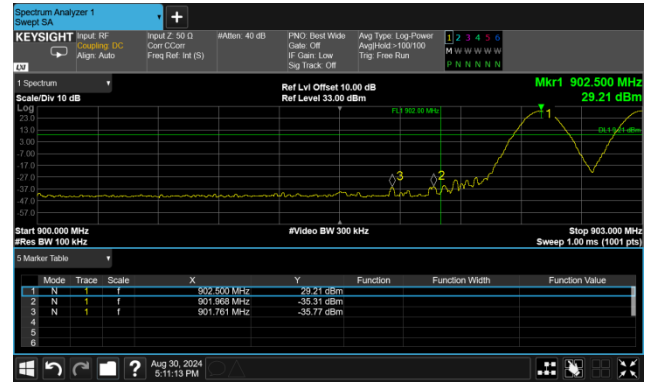 Spectrum Analyzer 1
Swept SA
+
KEYSIGHT
Input: RF
Coupling: DC
Align: Auto
Input Z: 50 Ω
Corr CCorr
Freq Ref: Int (S)
#Atten: 40 dB
PNO: Best Wide
Gate: Off
IF Gain: Low
Sig Track: Off
Avg Type: Log-Power
Avg|Hold:>100/100
Trig: Free Run
1 2 3 4 5 6
M W W W W W
P N N N N N
LXI
1 Spectrum
Scale/Div 10 dB
Ref Lvl Offset 10.00 dB
Ref Level 33.00 dBm
Mkr1 902.500 MHz
29.21 dBm
Log
23.0
13.0
3.00
-7.00
-17.0
-27.0
-37.0
-47.0
-57.0
FL1 902.00 MHz
1
DL1 9.21 dBm
3
2
Start 900.000 MHz
#Video BW 300 kHz
Stop 903.000 MHz
#Res BW 100 kHz
Sweep 1.00 ms (1001 pts)
5 Marker Table
Mode Trace Scale X Y Function Function Width Function Value
1 N 1 f 902.500 MHz 29.21 dBm
2 N 1 f 901.968 MHz -35.31 dBm
3 N 1 f 901.761 MHz -35.77 dBm
4
5
6
?
Aug 30, 2024
5:11:13 PM